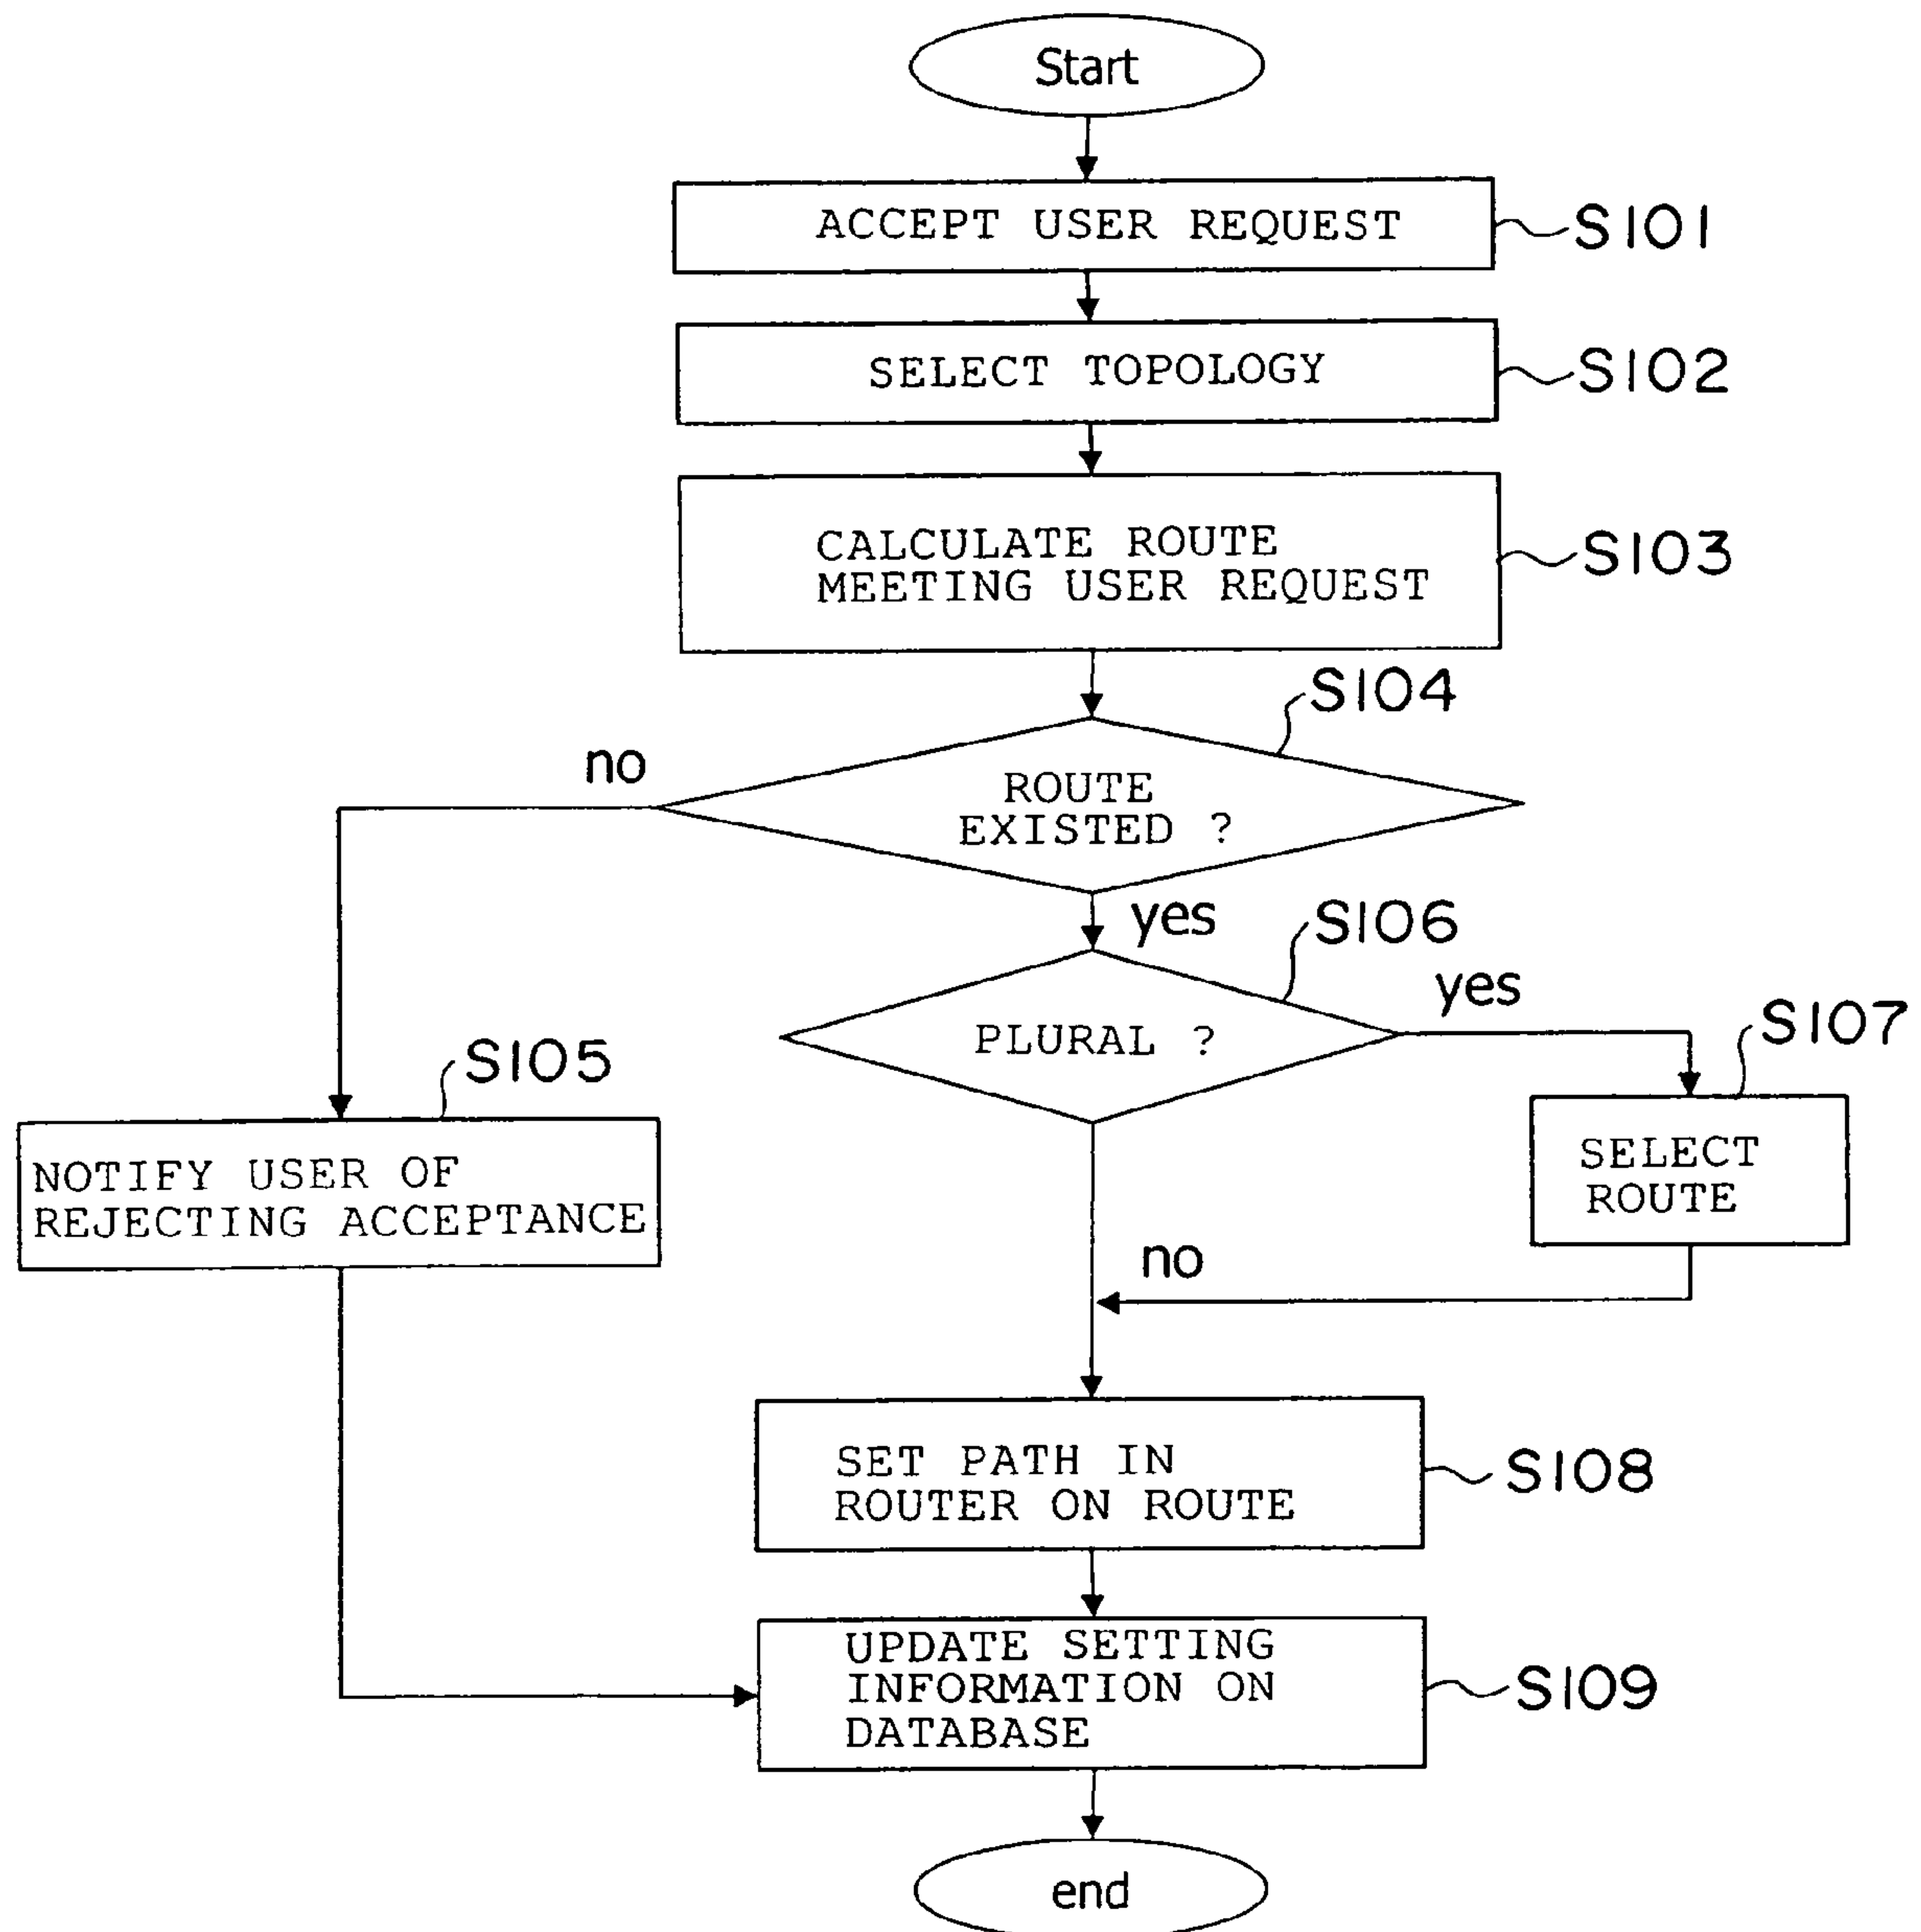 Start
ACCEPT USER REQUEST
S101
SELECT TOPOLOGY
S102
CALCULATE ROUTE
MEETING USER REQUEST
S103
S104
no
ROUTE
EXISTED ?
yes
S106
yes
PLURAL ?
S107
S105
SELECT
ROUTE
NOTIFY USER OF
REJECTING ACCEPTANCE
no
SET PATH IN
ROUTER ON ROUTE
S108
UPDATE SETTING
INFORMATION ON
DATABASE
S109
end